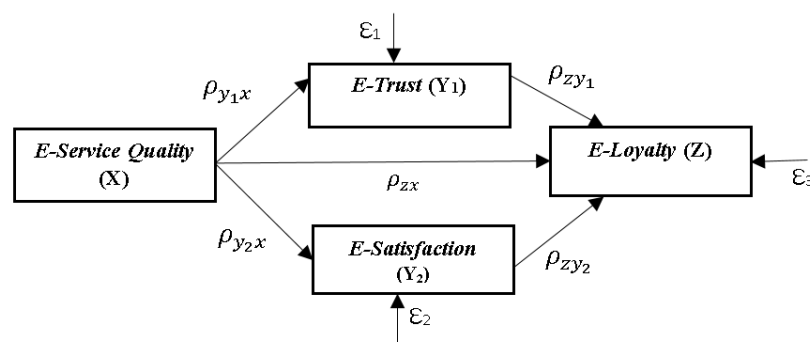 ε₁
ρy₁x
E-Trust (Y₁)
ρzy₁
E-Service Quality
(X)
E-Loyalty (Z)
ρzx
ε₃
ρy₂x
E-Satisfaction
(Y₂)
ρzy₂
ε₂